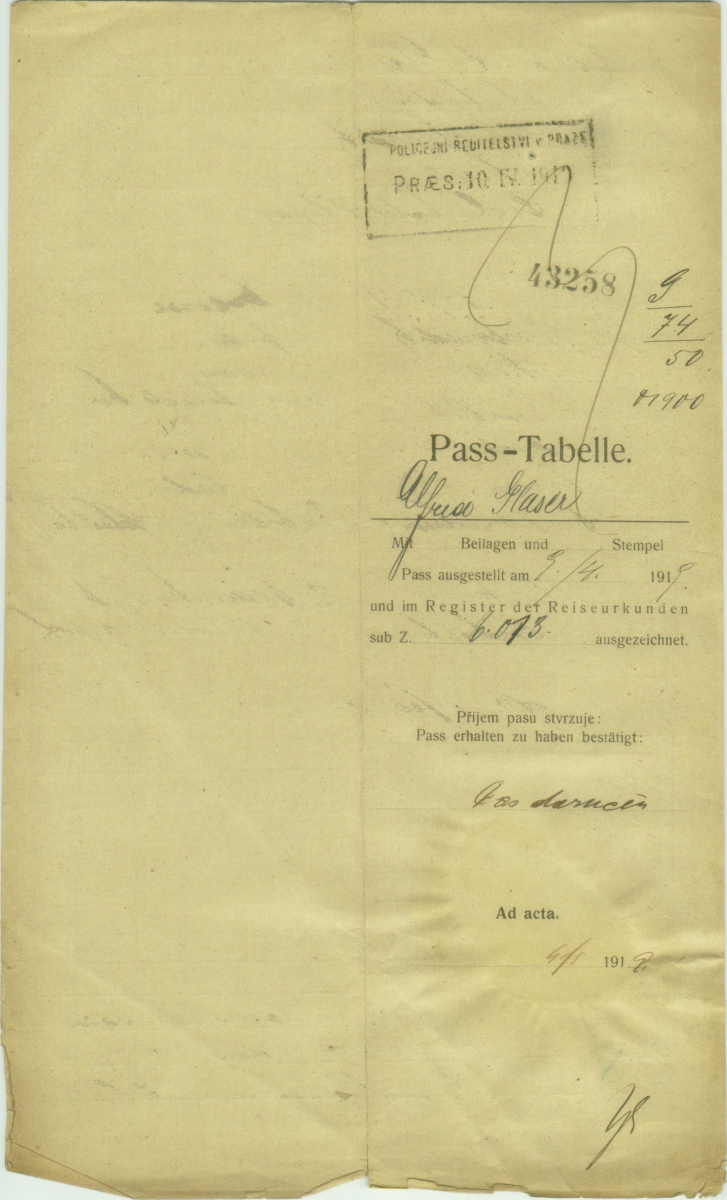 POLICEJNÍ ŘEDITELSTVÍ v PRAZE
PRÆS: 10. IV. 191
43258
9
74
50
1900
Pass-Tabelle.
Alfred Glaser
Mit Beilagen und Stempel
Pass ausgestellt am 9./4. 1919.
und im Register der Reiseurkunden
sub Z. 6.013. ausgezeichnet.
Příjem pasu stvrzuje:
Pass erhalten zu haben bestätigt:
Pas doručen
Ad acta.
1919.